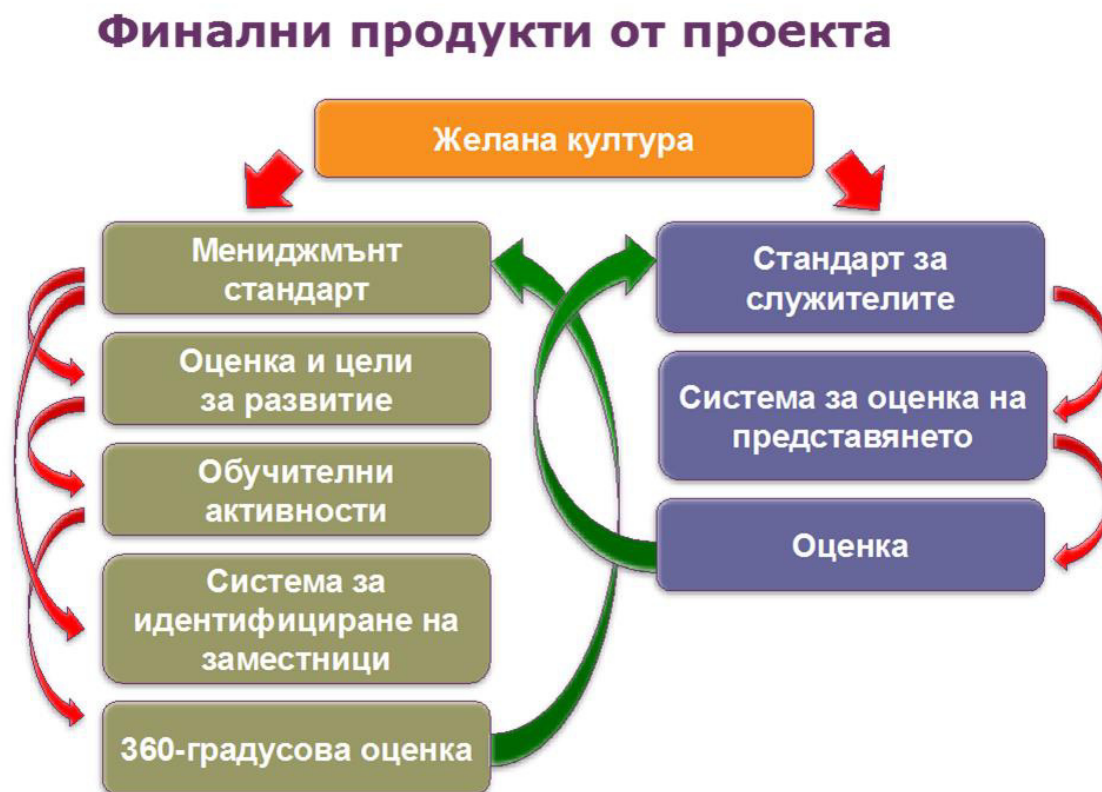 Финални продукти от проекта
Желана култура
Мениджмънт
стандарт
Оценка и цели
за развитие
Обучителни
активности
Система за
идентифициране на
заместници
360-градусова оценка
Стандарт за
служителите
Система за оценка на
представянето
Оценка